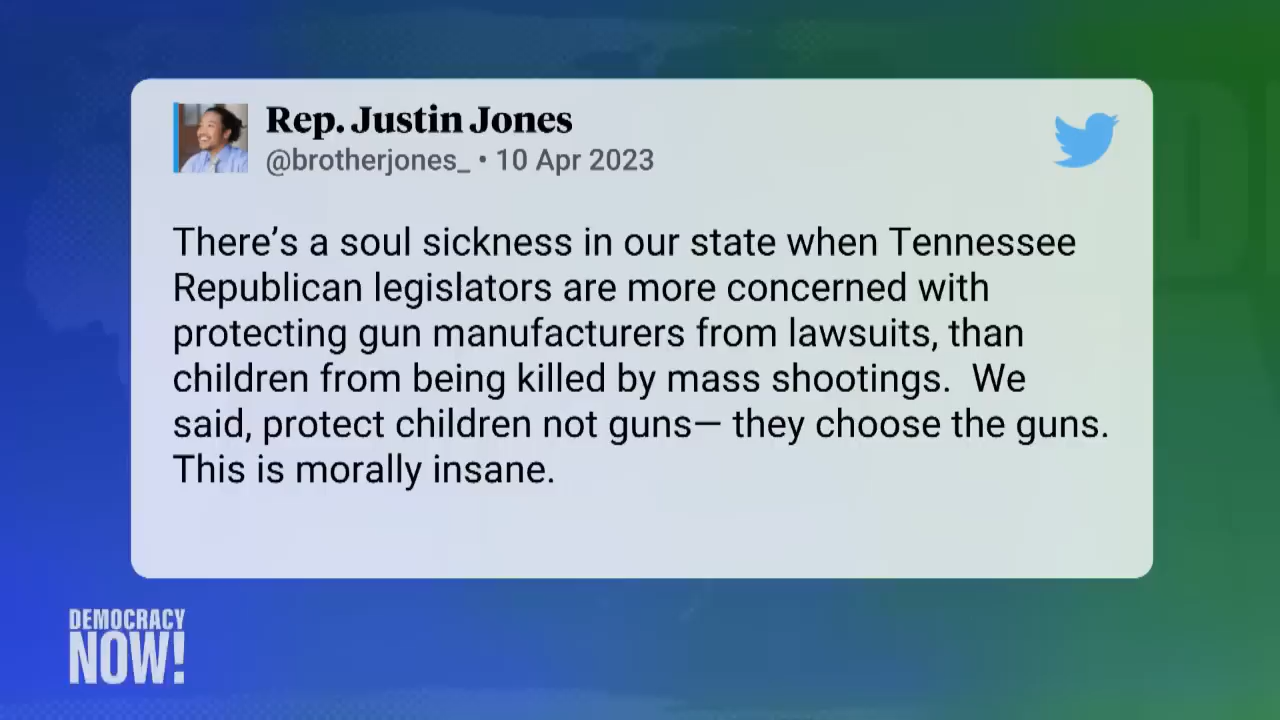 Rep. Justin Jones
@brotherjones_ • 10 Apr 2023
There’s a soul sickness in our state when Tennessee
Republican legislators are more concerned with
protecting gun manufacturers from lawsuits, than
children from being killed by mass shootings.  We
said, protect children not guns— they choose the guns.
This is morally insane.
DEMOCRACY
NOW!